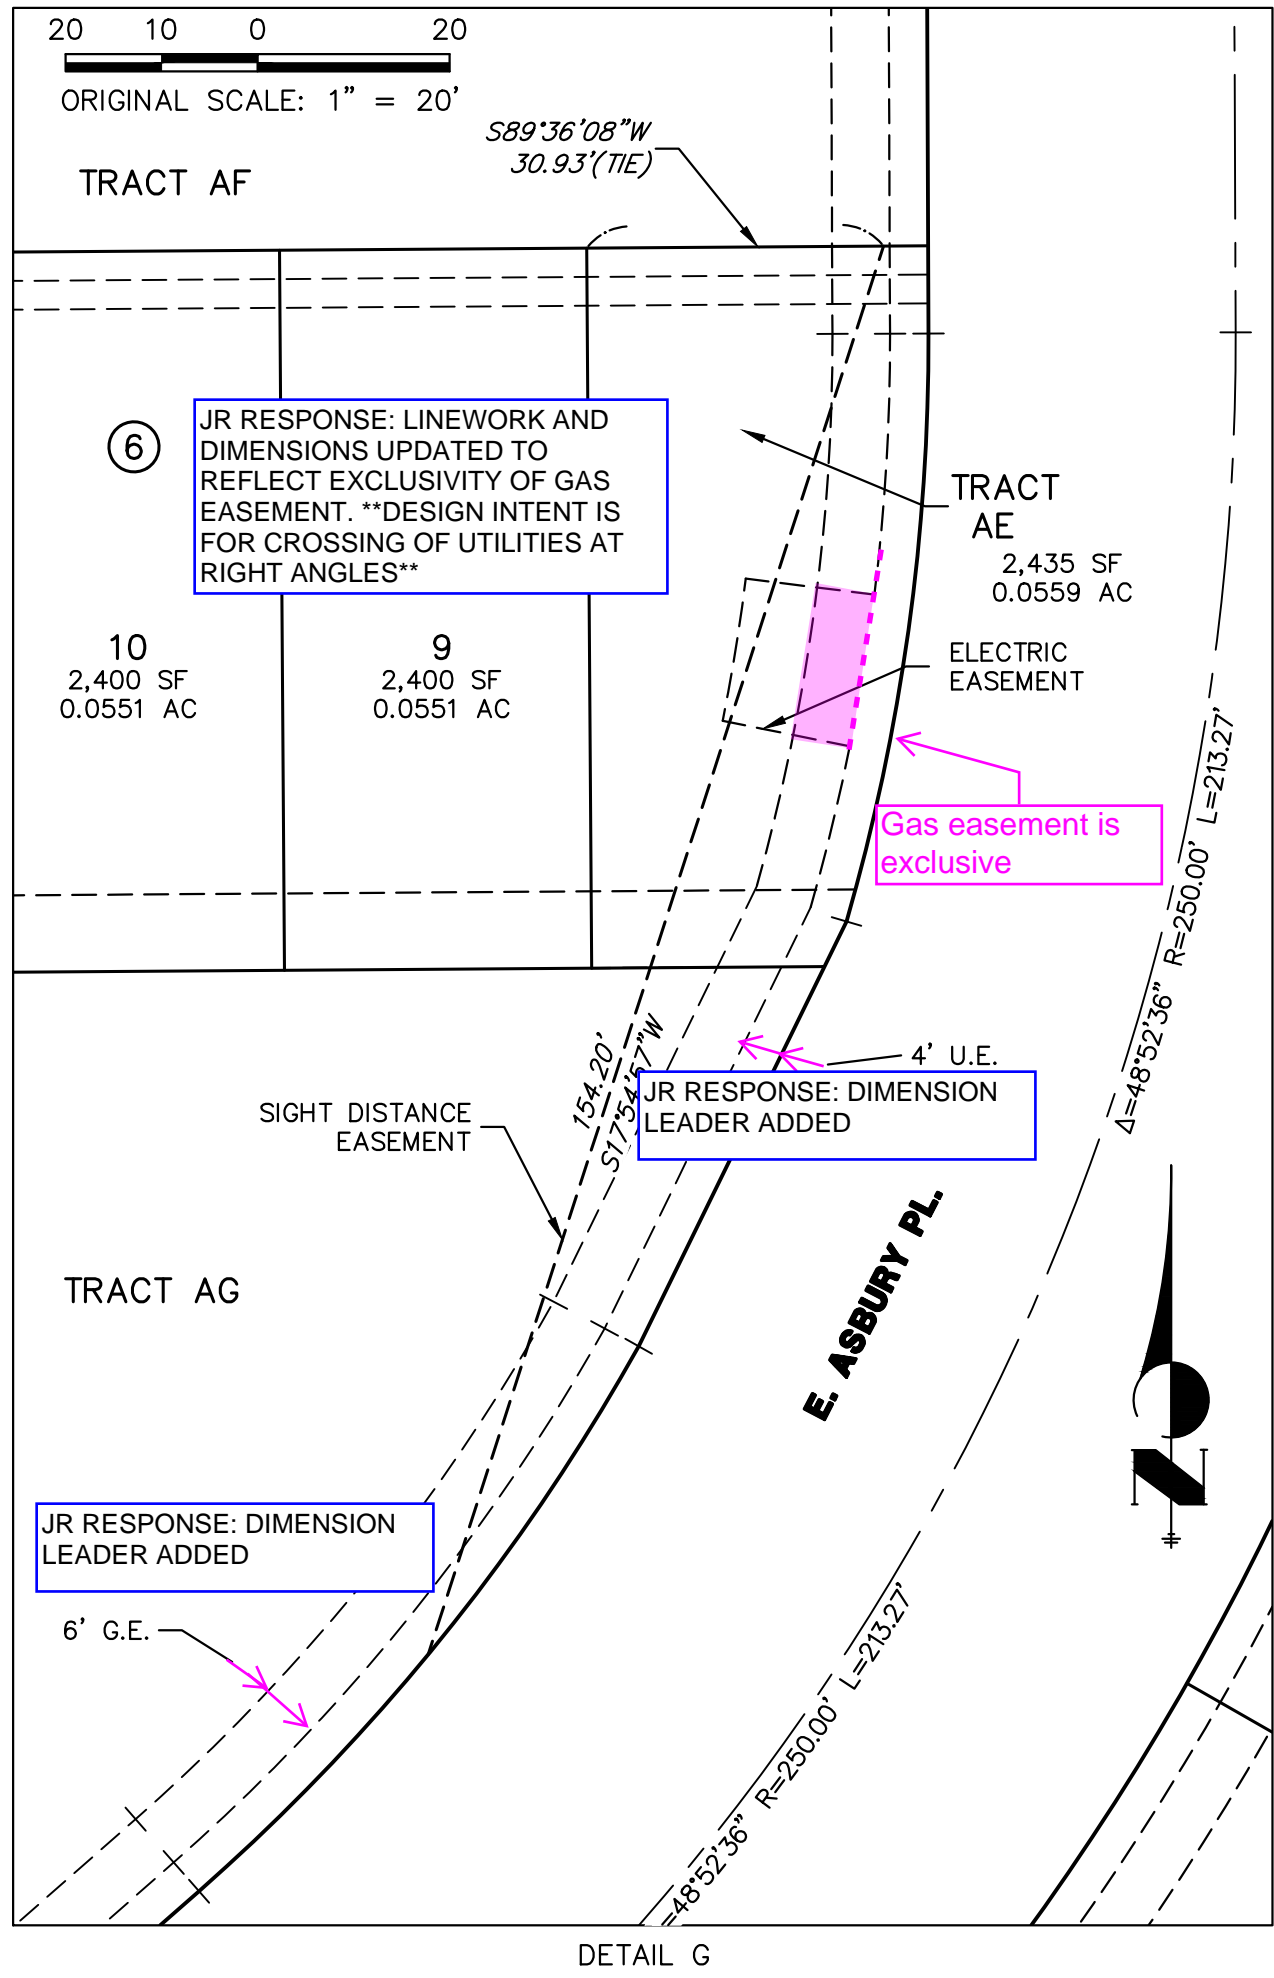 20 10 0 20
ORIGINAL SCALE: 1" = 20'
S89°36'08"W
30.93'(TIE)
TRACT AF
6
JR RESPONSE: LINEWORK AND
DIMENSIONS UPDATED TO
REFLECT EXCLUSIVITY OF GAS
EASEMENT. **DESIGN INTENT IS
FOR CROSSING OF UTILITIES AT
RIGHT ANGLES**
TRACT
AE
2,435 SF
0.0559 AC
10
2,400 SF
0.0551 AC
9
2,400 SF
0.0551 AC
ELECTRIC
EASEMENT
Gas easement is
exclusive
Δ=48°52'36" R=250.00' L=213.27'
154.20'
S17°54'57"W
4' U.E.
JR RESPONSE: DIMENSION
LEADER ADDED
SIGHT DISTANCE
EASEMENT
E. ASBURY PL.
TRACT AG
N
JR RESPONSE: DIMENSION
LEADER ADDED
6' G.E.
=48°52'36" R=250.00' L=213.27'
DETAIL G